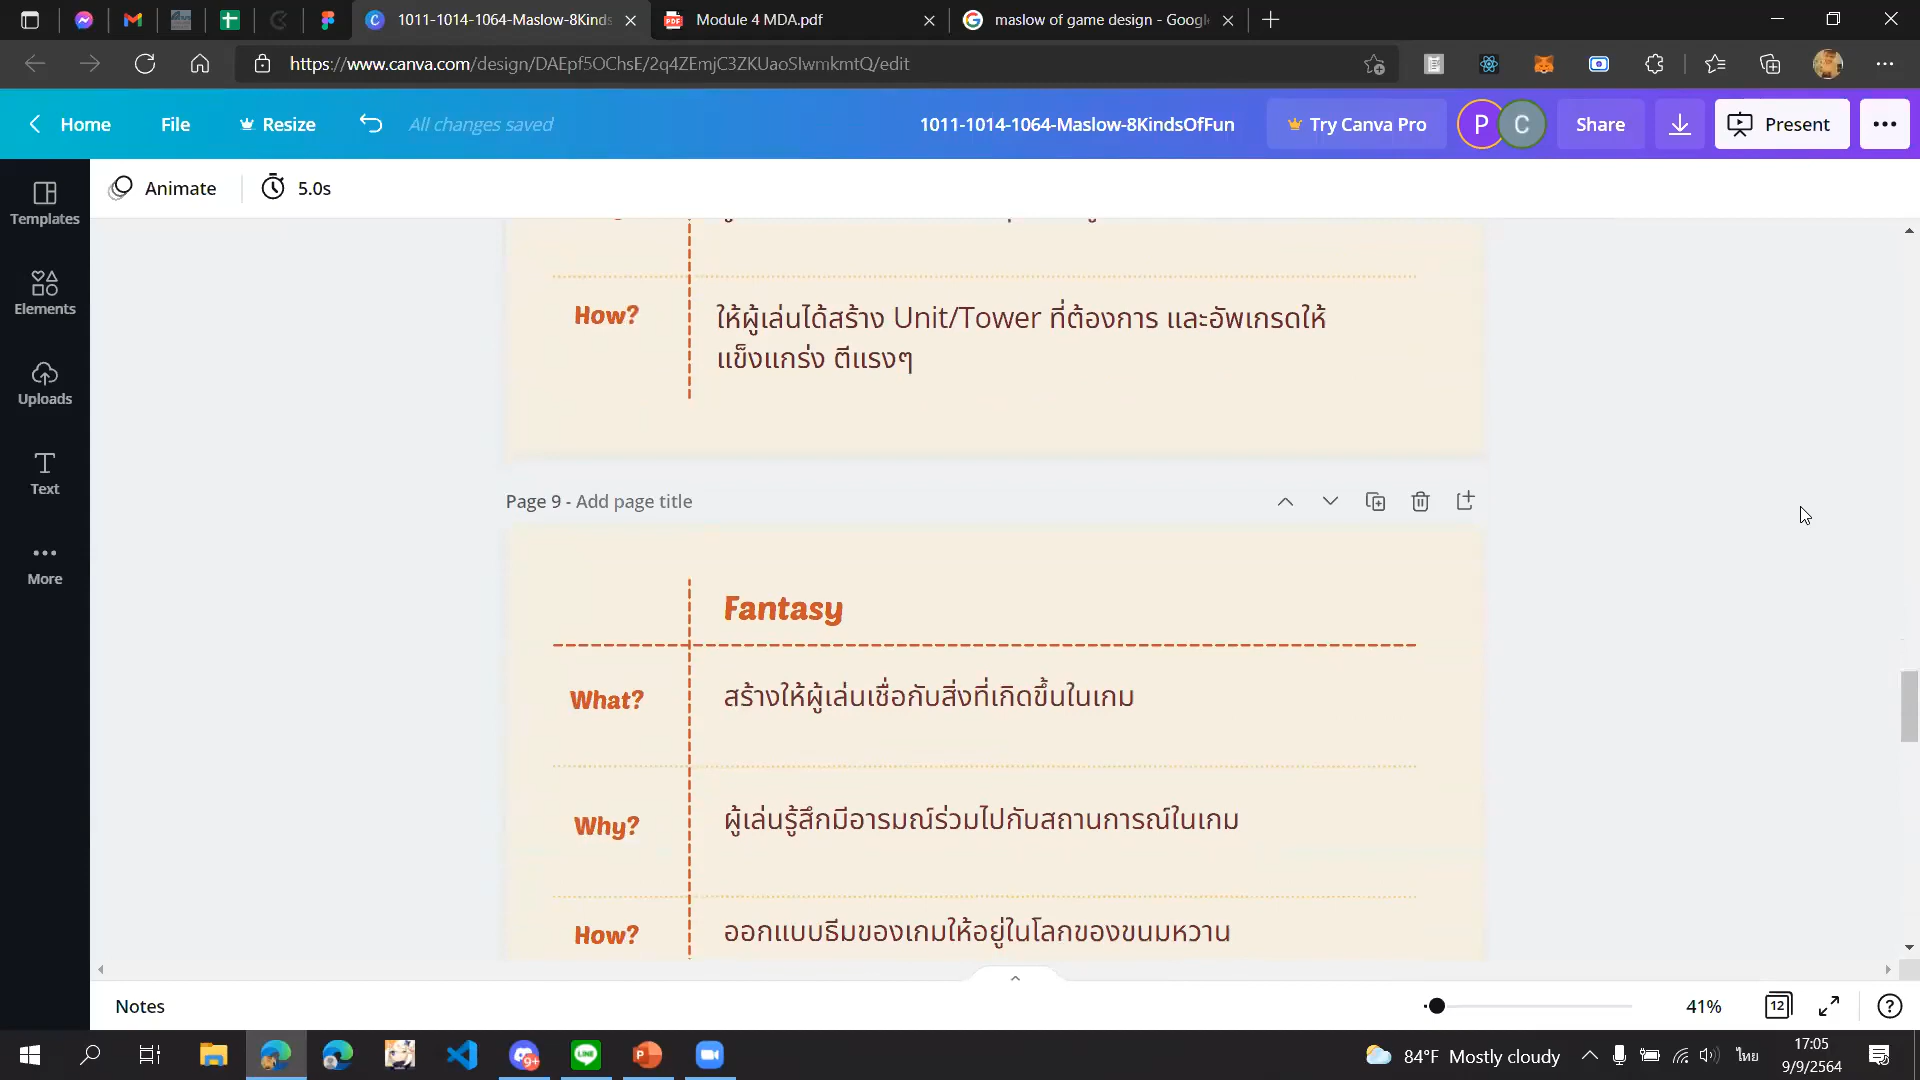 1011-1014-1064-Maslow-8Kinds
Module 4 MDA.pdf
maslow of game design - Googl
https://www.canva.com/design/DAEpf5OChsE/2q4ZEmjC3ZKUaoSlwmkmtQ/edit
Home
File
Resize
All changes saved
1011-1014-1064-Maslow-8KindsOfFun
Try Canva Pro
P
C
Share
Present
Templates
Elements
Uploads
Text
More
Animate
5.0s
How?
ให้ผู้เล่นได้สร้าง Unit/Tower ที่ต้องการ และอัพเกรดให้
แข็งแกร่ง ตีแรงๆ
Page 9 - Add page title
Fantasy
What?
สร้างให้ผู้เล่นเชื่อกับสิ่งที่เกิดขึ้นในเกม
Why?
ผู้เล่นรู้สึกมีอารมณ์ร่วมไปกับสถานการณ์ในเกม
How?
ออกแบบธีมของเกมให้อยู่ในโลกของขนมหวาน
Notes
41%
12
84°F Mostly cloudy
ไทย
17:05
9/9/2564